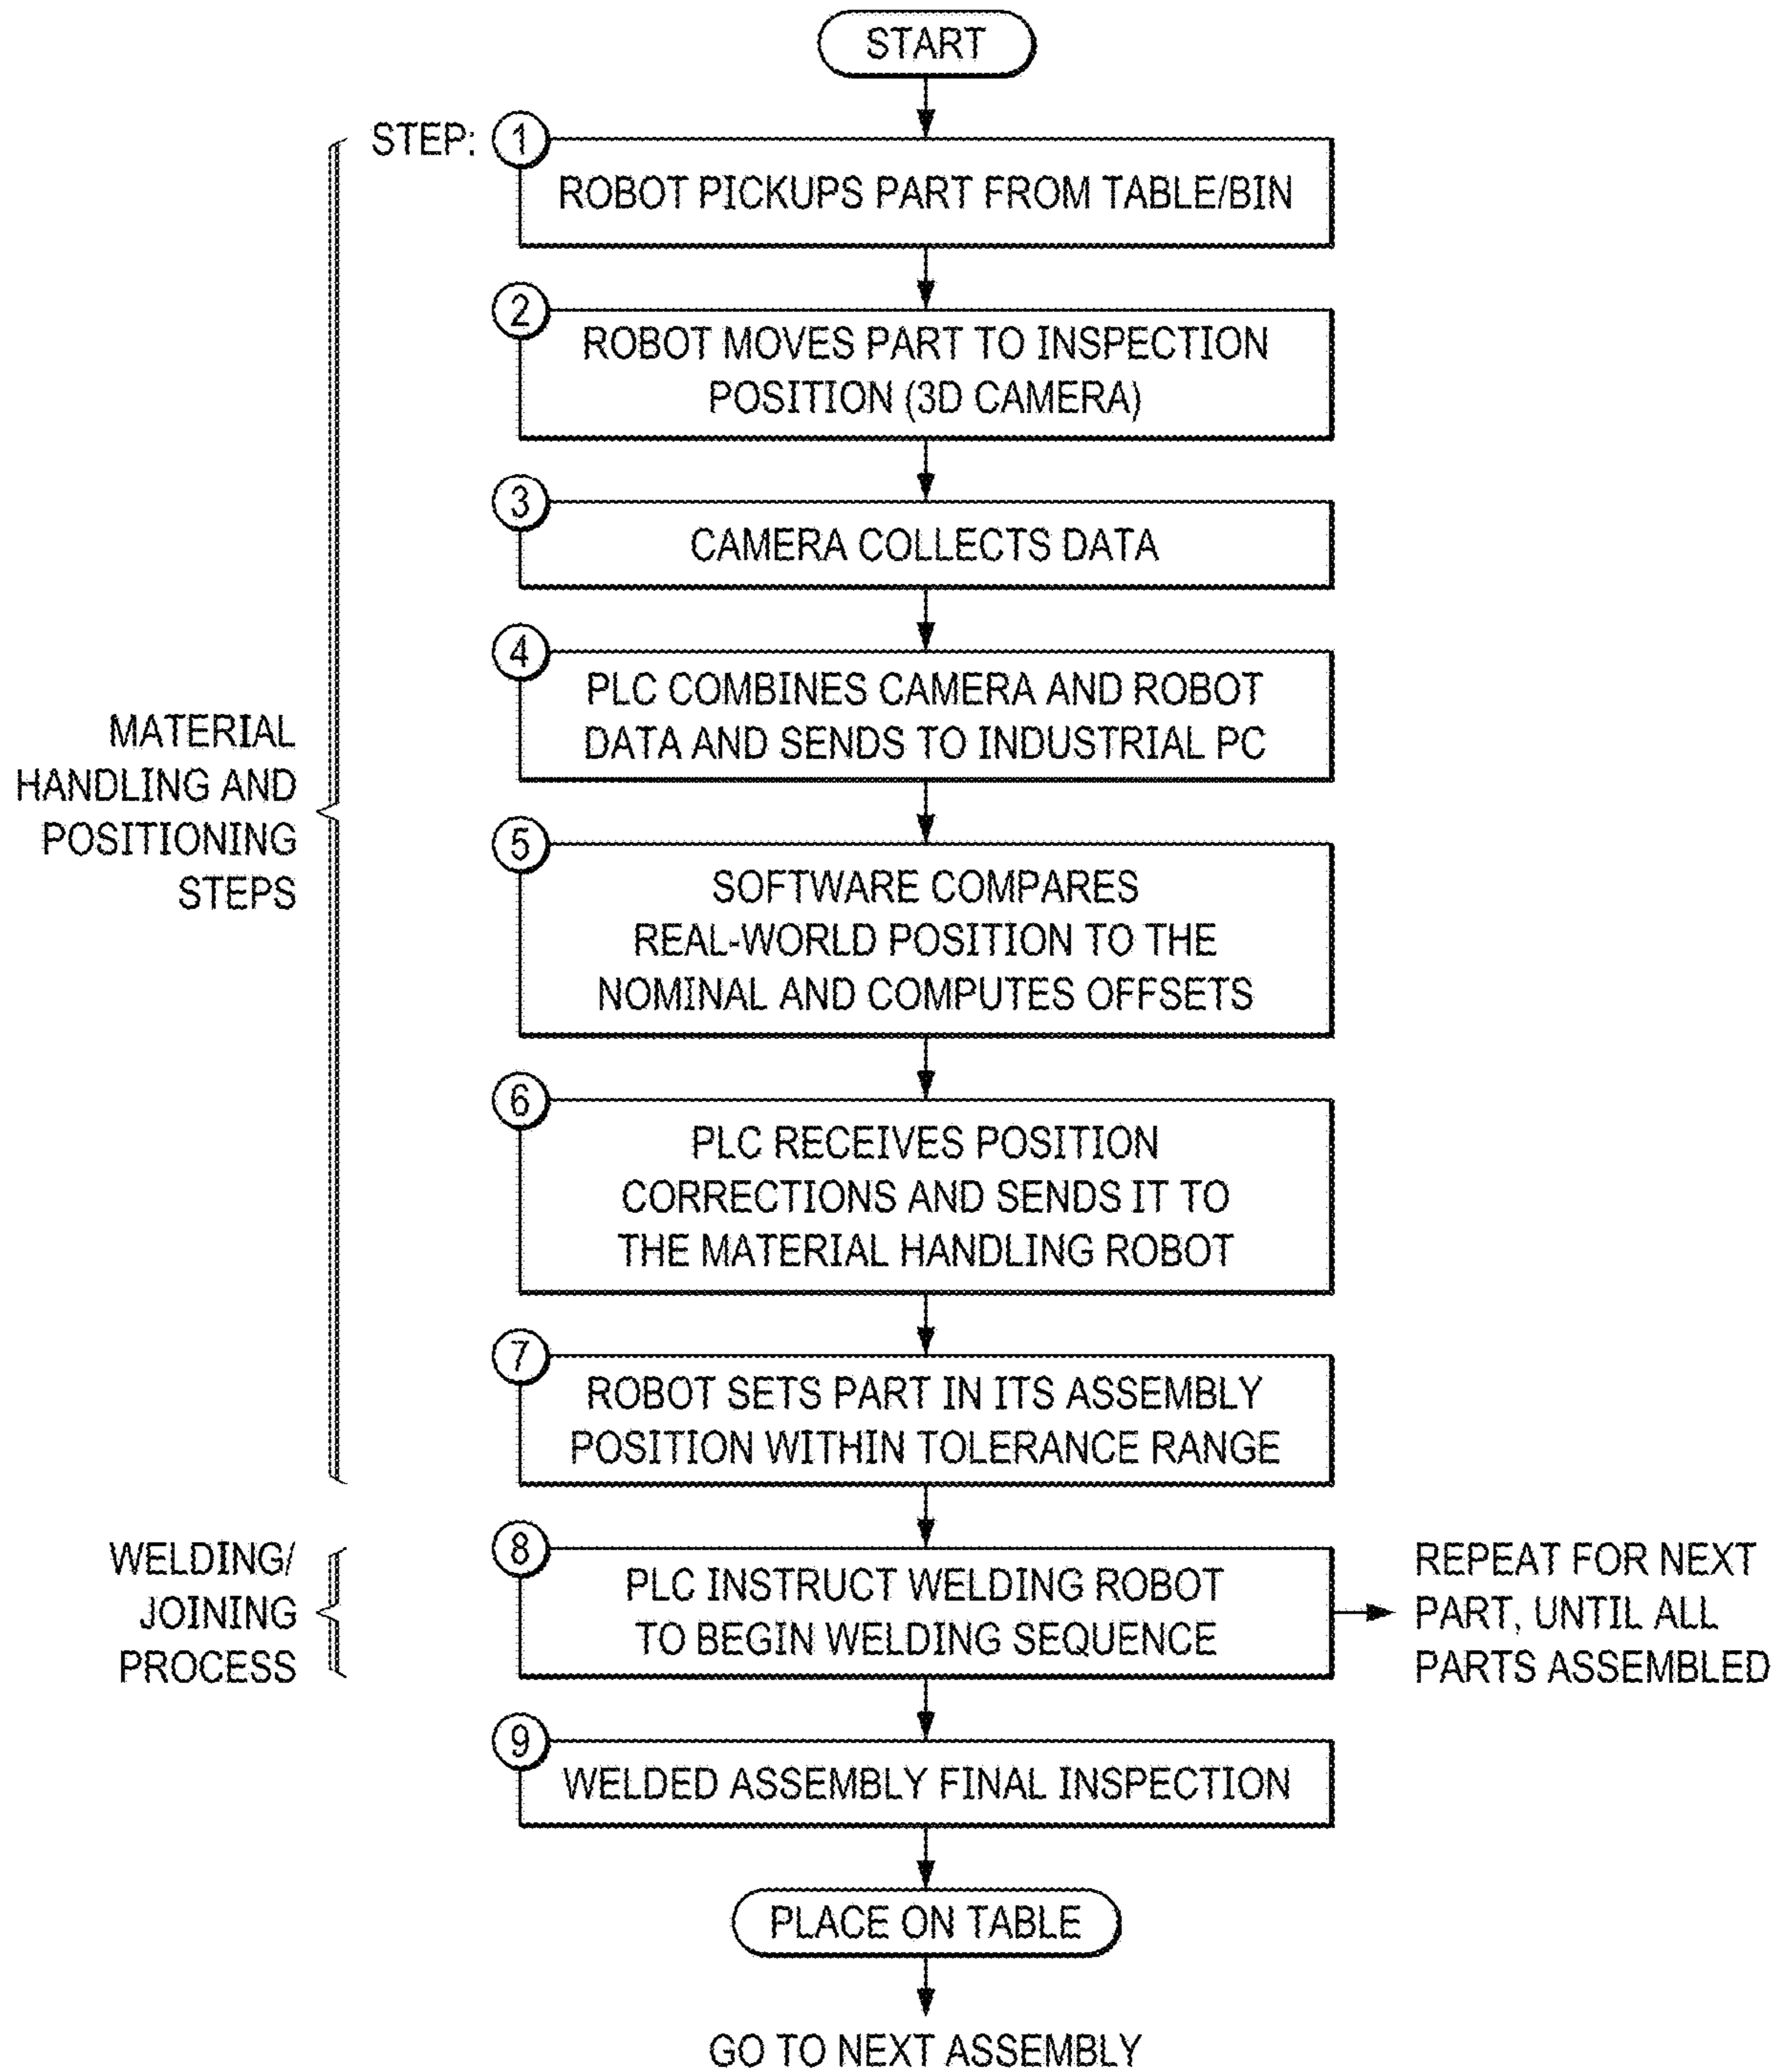 START
STEP:
1
ROBOT PICKUPS PART FROM TABLE/BIN
2
ROBOT MOVES PART TO INSPECTION
POSITION (3D CAMERA)
3
CAMERA COLLECTS DATA
4
PLC COMBINES CAMERA AND ROBOT
DATA AND SENDS TO INDUSTRIAL PC
MATERIAL
HANDLING AND
POSITIONING
STEPS
5
SOFTWARE COMPARES
REAL-WORLD POSITION TO THE
NOMINAL AND COMPUTES OFFSETS
6
PLC RECEIVES POSITION
CORRECTIONS AND SENDS IT TO
THE MATERIAL HANDLING ROBOT
7
ROBOT SETS PART IN ITS ASSEMBLY
POSITION WITHIN TOLERANCE RANGE
WELDING/
JOINING
PROCESS
8
PLC INSTRUCT WELDING ROBOT
TO BEGIN WELDING SEQUENCE
REPEAT FOR NEXT
PART, UNTIL ALL
PARTS ASSEMBLED
9
WELDED ASSEMBLY FINAL INSPECTION
PLACE ON TABLE
GO TO NEXT ASSEMBLY